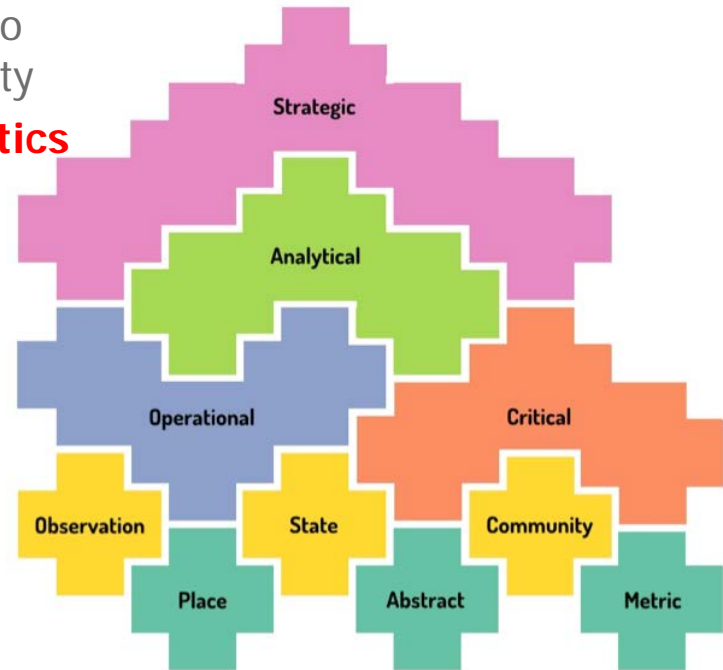 Strategic
Analytical
Operational
Critical
Observation
State
Community
Place
Abstract
Metric